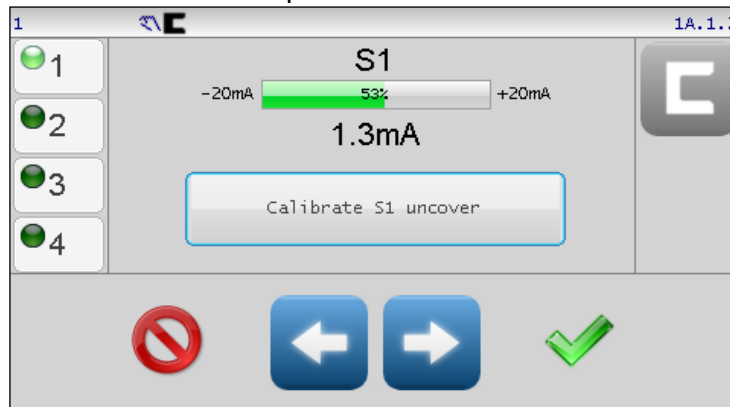 1
1A.1.
1
S1
-20mA 53% +20mA
1.3mA
2
3
Calibrate S1 uncover
4